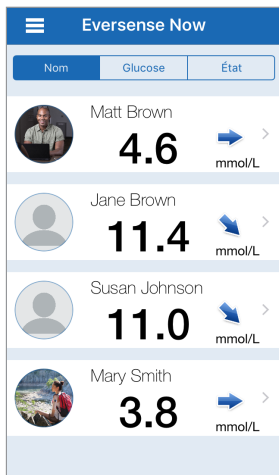 Eversense Now
Nom Glucose État
Matt Brown
4.6
mmol/L
Jane Brown
11.4
mmol/L
Susan Johnson
11.0
mmol/L
Mary Smith
3.8
mmol/L